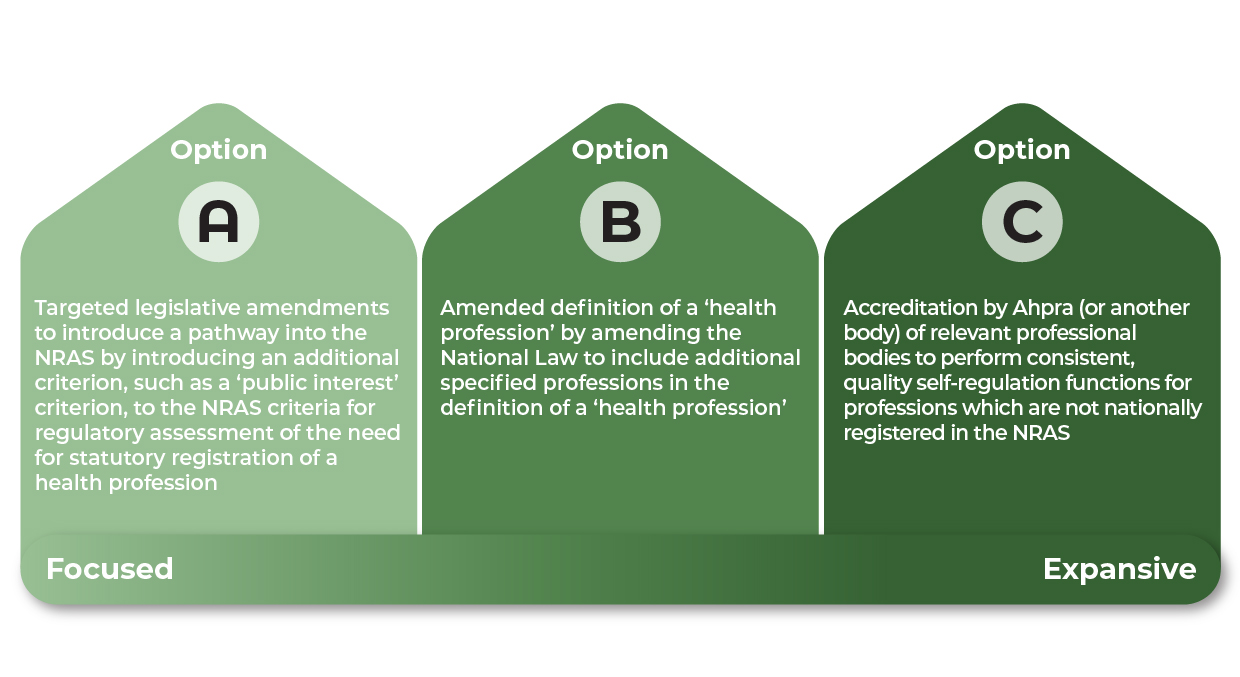 Option
A
Targeted legislative amendments
to introduce a pathway into the
NRAS by introducing an additional
criterion, such as a ‘public interest’
criterion, to the NRAS criteria for
regulatory assessment of the need
for statutory registration of a
health profession
Option
B
Amended definition of a ‘health
profession’ by amending the
National Law to include additional
specified professions in the
definition of a ‘health profession’
Option
C
Accreditation by Ahpra (or another
body) of relevant professional
bodies to perform consistent,
quality self-regulation functions for
professions which are not nationally
registered in the NRAS
Focused
Expansive